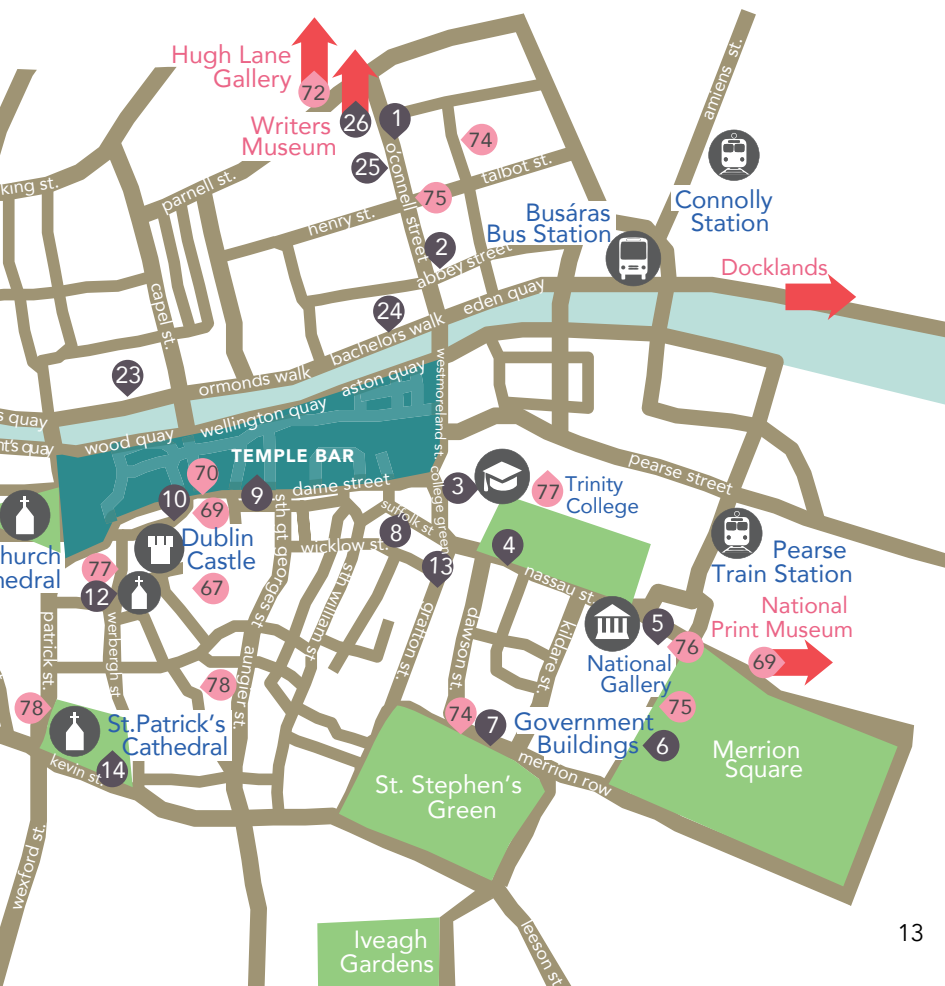 Hugh Lane
Gallery
72
Writers
Museum
26
1
25
74
75
amiens st.
king st.
parnell st.
henry st.
talbot st.
o'connell street
Connolly
Station
Busáras
Bus Station
2
abbey street
Docklands
capel st.
24
eden quay
bachelors walk
23
ormonds walk
aston quay
westmoreland st.
s quay
nt's quay
wood quay
wellington quay
TEMPLE BAR
dame street
pearse street
college green
70
10
9
69
3
77
Trinity
College
suffolk st
8
sth gt georges st
Dublin
Castle
wicklow st.
4
13
hurch
hedral
77
12
67
nassau st.
Pearse
Train Station
National
Print Museum
69
5
76
National
Gallery
75
patrick st.
werbergh st
sth william st
grafton st.
dawson st.
kildare st.
aungier st.
78
78
St.Patrick's
Cathedral
14
kevin st.
74
7
Government
Buildings
6
Merrion
Square
merrion row
St. Stephen's
Green
wexford st.
Iveagh
Gardens
leeson st
13